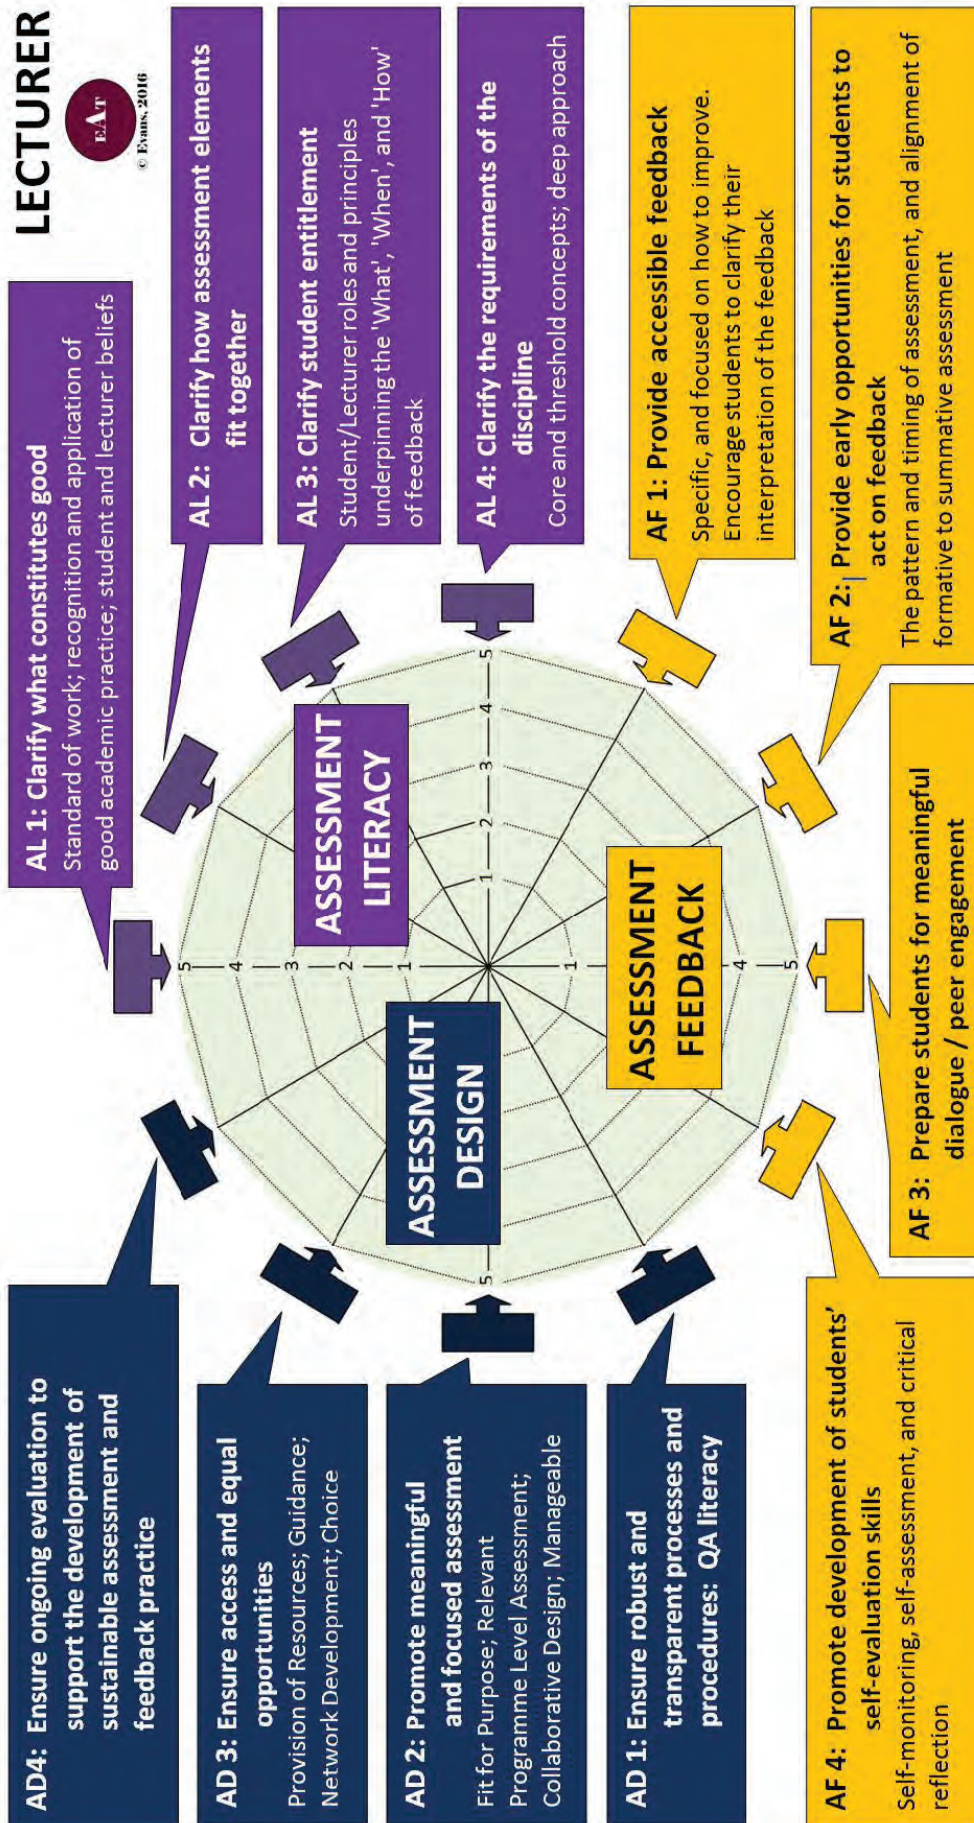 LECTURER
EAT
© Evans, 2016
AL 1: Clarify what constitutes good
Standard of work; recognition and application of
good academic practice; student and lecturer beliefs
AL 2: Clarify how assessment elements
fit together
AL 3: Clarify student entitlement
Student/Lecturer roles and principles
underpinning the 'What', 'When', and 'How'
of feedback
AL 4: Clarify the requirements of the
discipline
Core and threshold concepts; deep approach
AF 1: Provide accessible feedback
Specific, and focused on how to improve.
Encourage students to clarify their
interpretation of the feedback
AF 2: Provide early opportunities for students to
act on feedback
The pattern and timing of assessment, and alignment of
formative to summative assessment
AF 3: Prepare students for meaningful
dialogue / peer engagement
AF 4: Promote development of students'
self-evaluation skills
Self-monitoring, self-assessment, and critical
reflection
AD 1: Ensure robust and
transparent processes and
procedures: QA literacy
AD 2: Promote meaningful
and focused assessment
Fit for Purpose; Relevant
Programme Level Assessment;
Collaborative Design; Manageable
AD 3: Ensure access and equal
opportunities
Provision of Resources; Guidance;
Network Development; Choice
AD4: Ensure ongoing evaluation to
support the development of
sustainable assessment and
feedback practice
ASSESSMENT
LITERACY
ASSESSMENT
DESIGN
ASSESSMENT
FEEDBACK
5
4
3
2
1
1
2
3
4
5
1
4
5
5